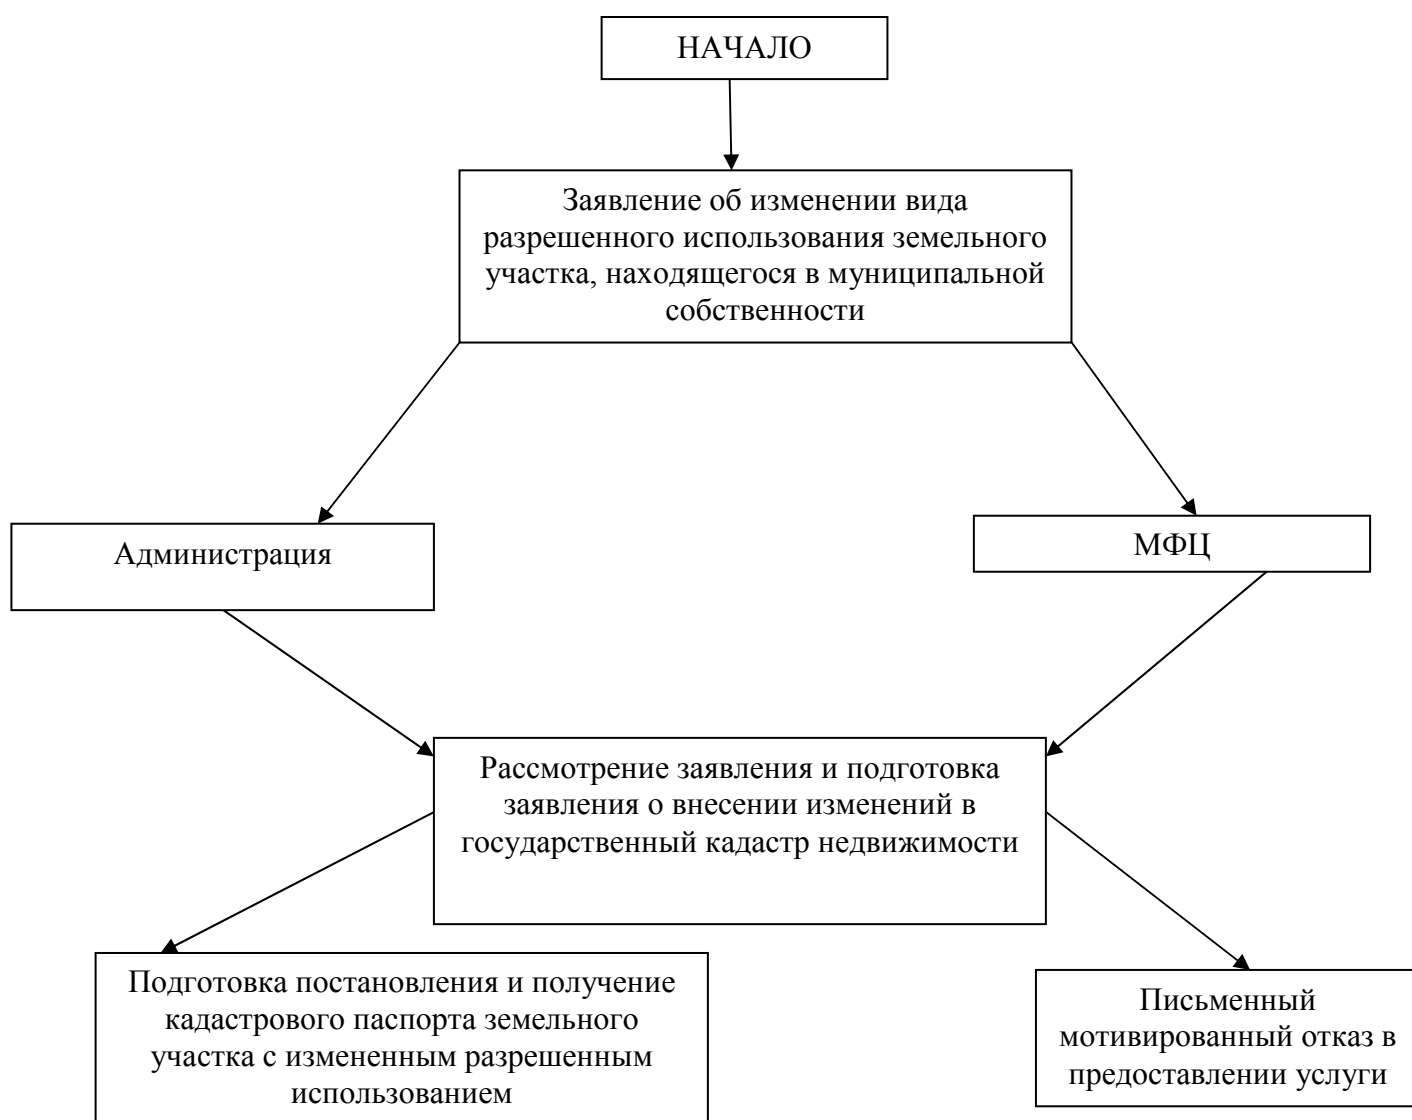 НАЧАЛО
Заявление об изменении вида
разрешенного использования земельного
участка, находящегося в муниципальной
собственности
Администрация
МФЦ
Рассмотрение заявления и подготовка
заявления о внесении изменений в
государственный кадастр недвижимости
Подготовка постановления и получение
кадастрового паспорта земельного
участка с измененным разрешенным
использованием
Письменный
мотивированный отказ в
предоставлении услуги